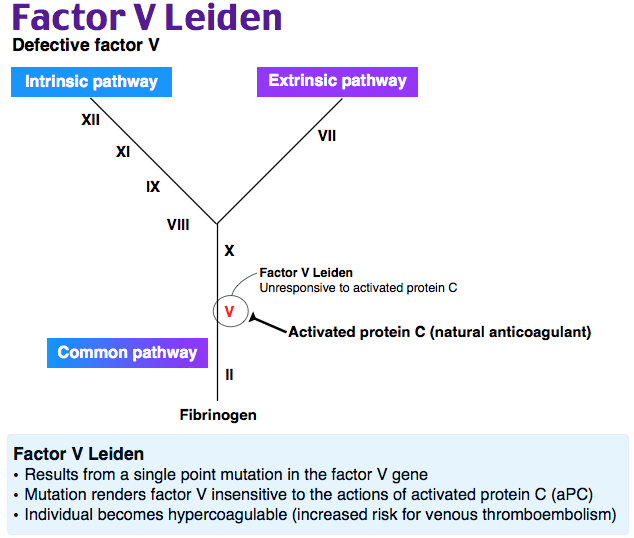 Factor V Leiden
Defective factor V
Intrinsic pathway
Extrinsic pathway
XII
VII
XI
IX
VIII
X
Factor V Leiden
Unresponsive to activated protein C
V
Activated protein C (natural anticoagulant)
Common pathway
II
Fibrinogen
Factor V Leiden
• Results from a single point mutation in the factor V gene
• Mutation renders factor V insensitive to the actions of activated protein C (aPC)
• Individual becomes hypercoagulable (increased risk for venous thromboembolism)